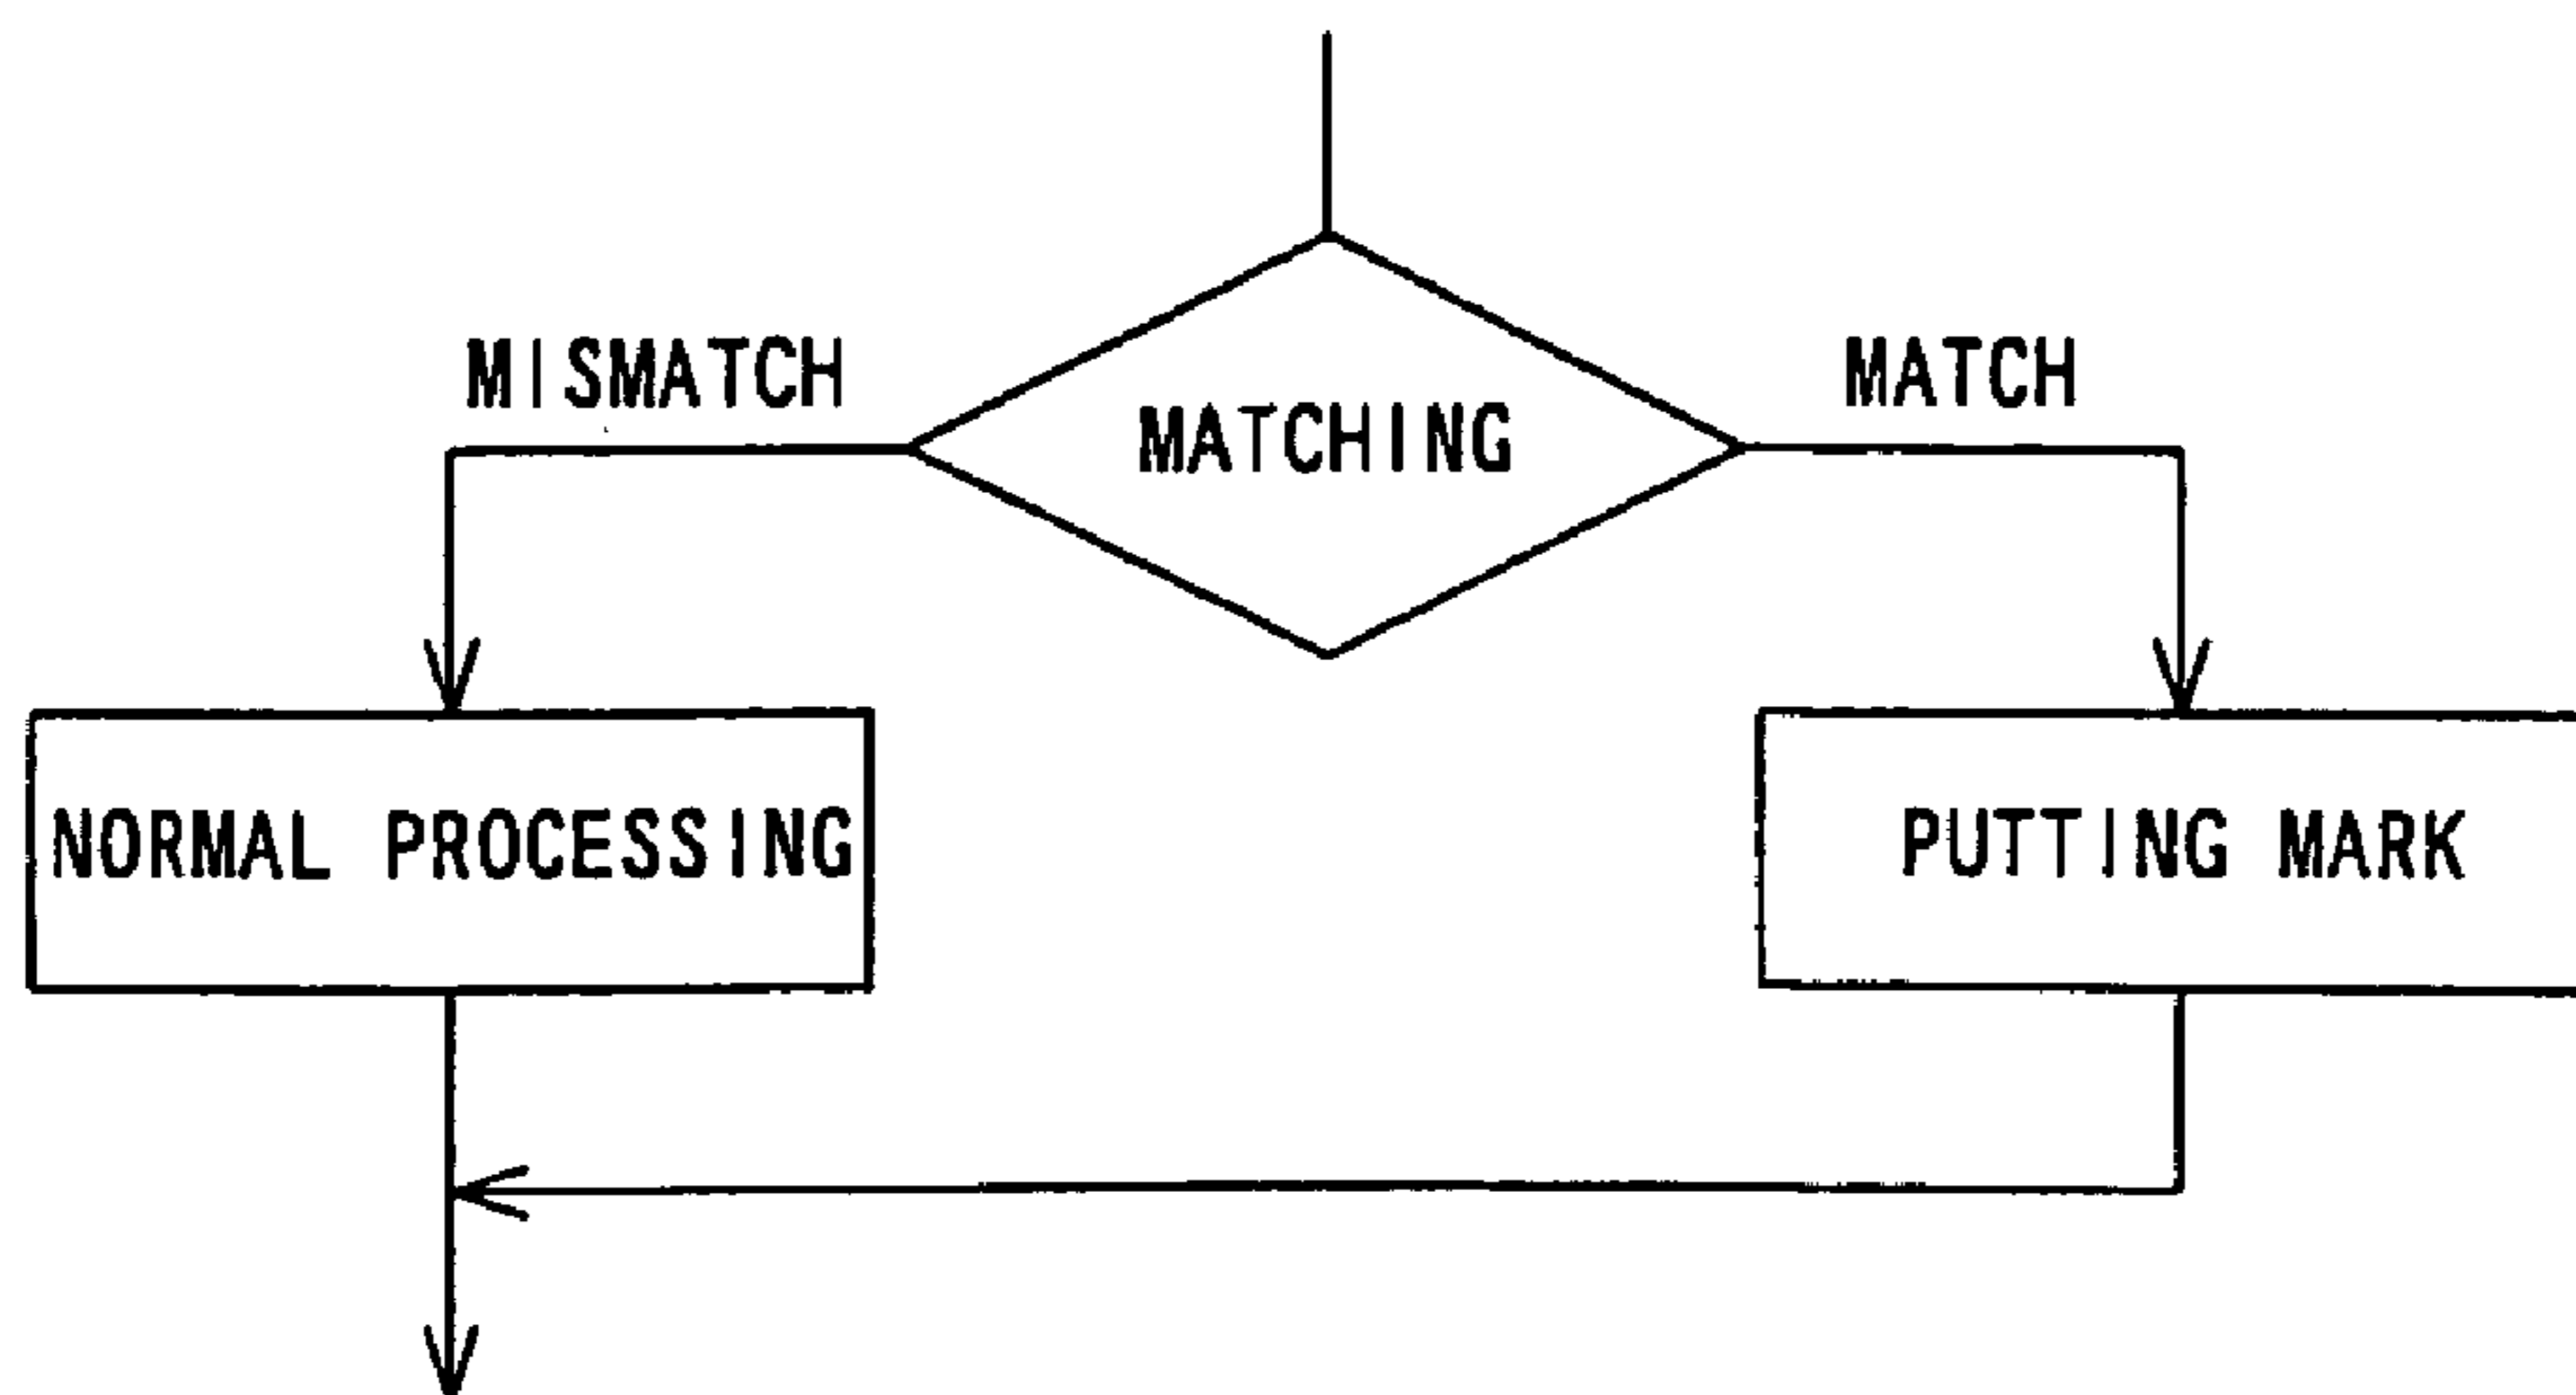 MISMATCH
MATCH
MATCHING
NORMAL PROCESSING
PUTTING MARK